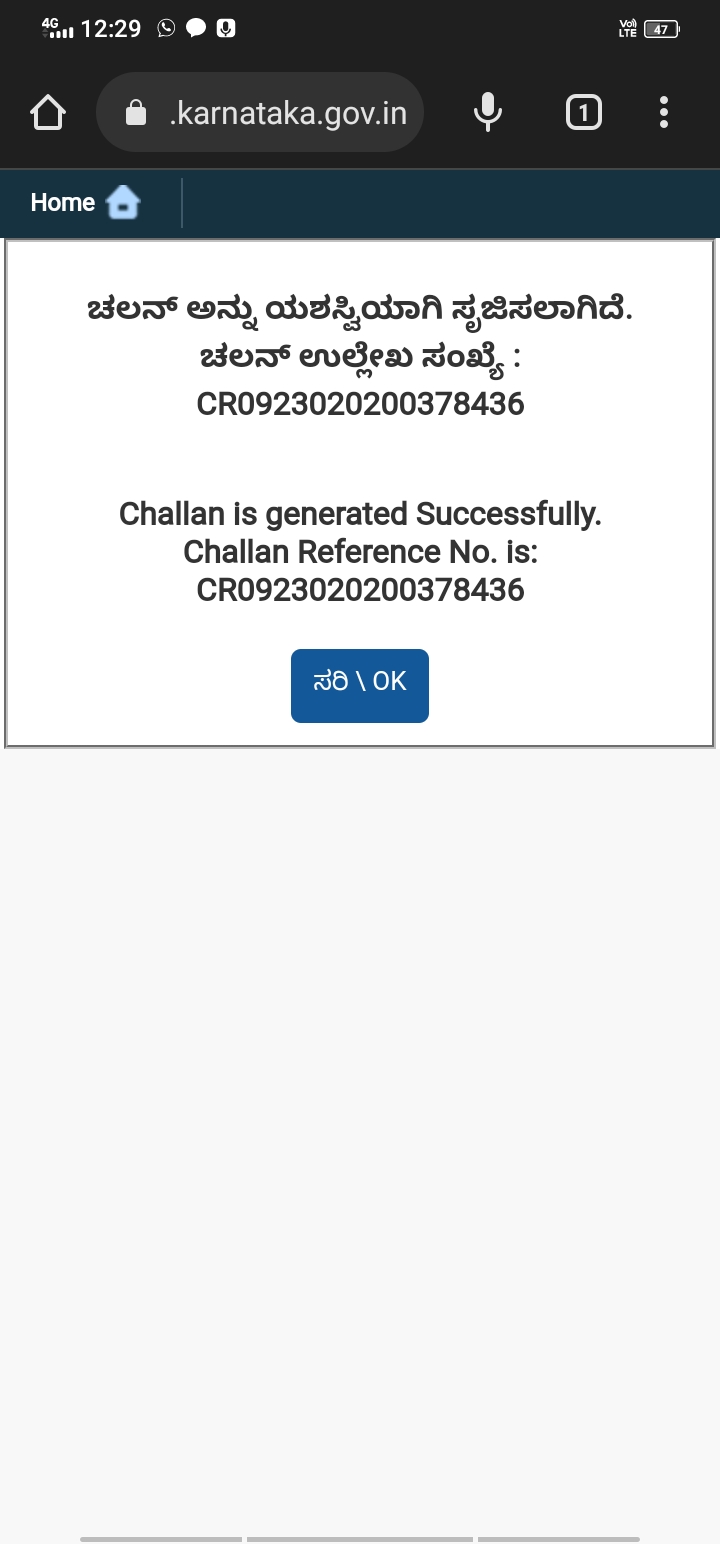 4G 12:29 Vo) LTE 47
.karnataka.gov.in 1
Home
ಚಲನ್ ಅನ್ನು ಯಶಸ್ವಿಯಾಗಿ ಸೃಜಿಸಲಾಗಿದೆ.
ಚಲನ್ ಉಲ್ಲೇಖ ಸಂಖ್ಯೆ :
CR0923020200378436
Challan is generated Successfully.
Challan Reference No. is:
CR0923020200378436
ಸರಿ \ OK